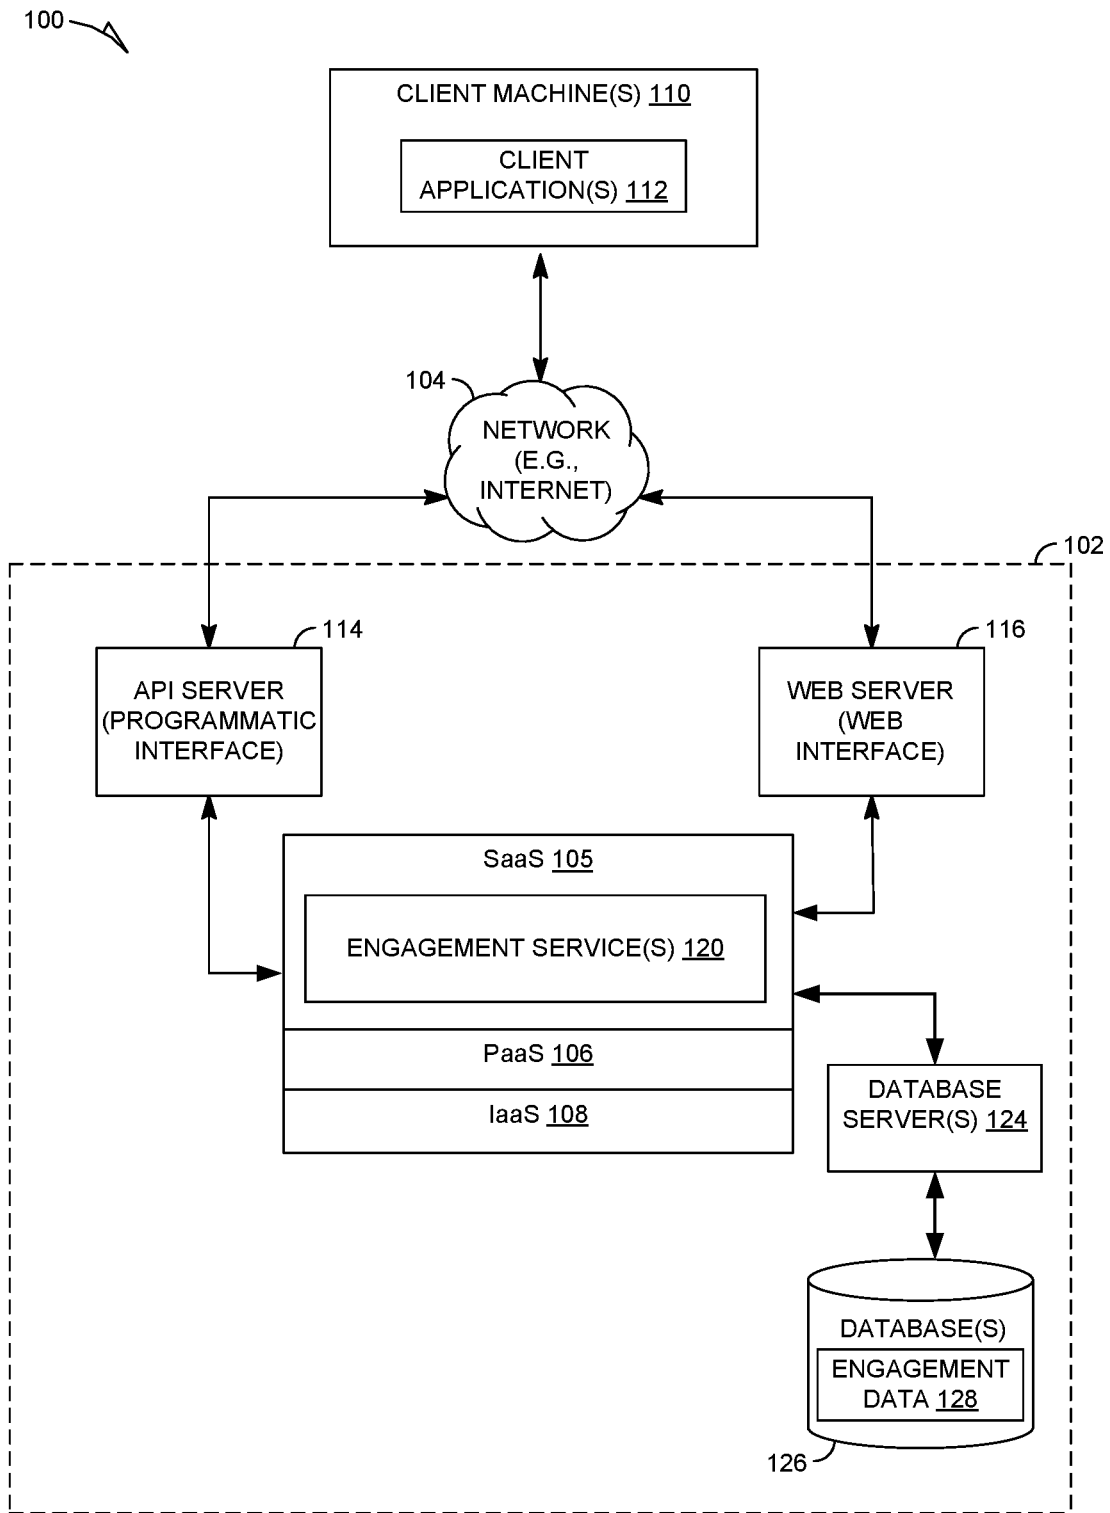 100
CLIENT MACHINE(S) 110
CLIENT
APPLICATION(S) 112
104
NETWORK
(E.G.,
INTERNET)
102
114
API SERVER
(PROGRAMMATIC
INTERFACE)
116
WEB SERVER
(WEB
INTERFACE)
SaaS 105
ENGAGEMENT SERVICE(S) 120
PaaS 106
IaaS 108
DATABASE
SERVER(S) 124
DATABASE(S)
ENGAGEMENT
DATA 128
126